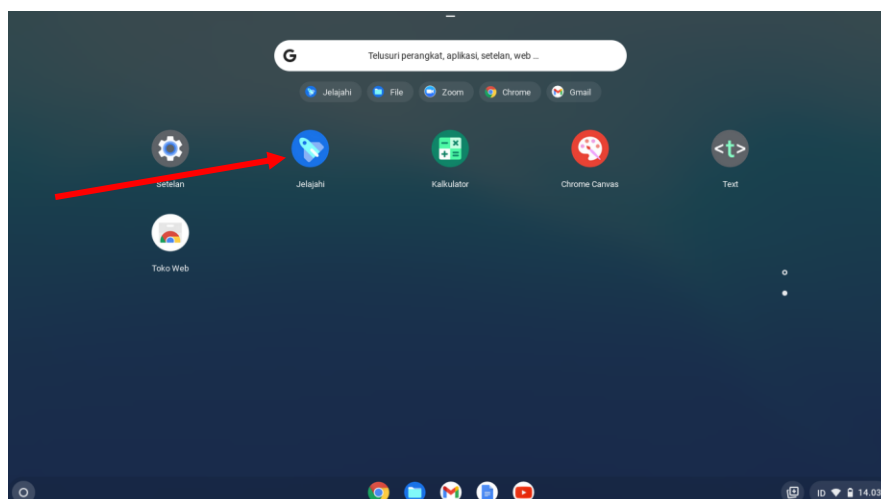 G Telusuri perangkat, aplikasi, setelan, web ...
Jelajahi File Zoom Chrome Gmail
<t>
Setelan Jelajahi Kalkulator Chrome Canvas Text
Toko Web
ID 14.03